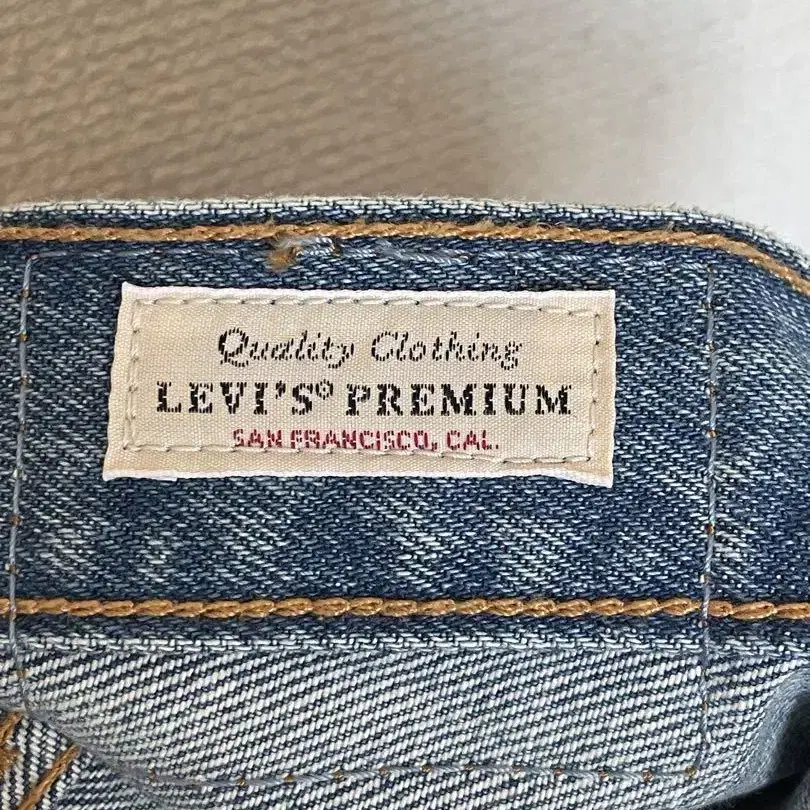 Quality Clothing
LEVI'S® PREMIUM
SAN FRANCISCO, CAL.